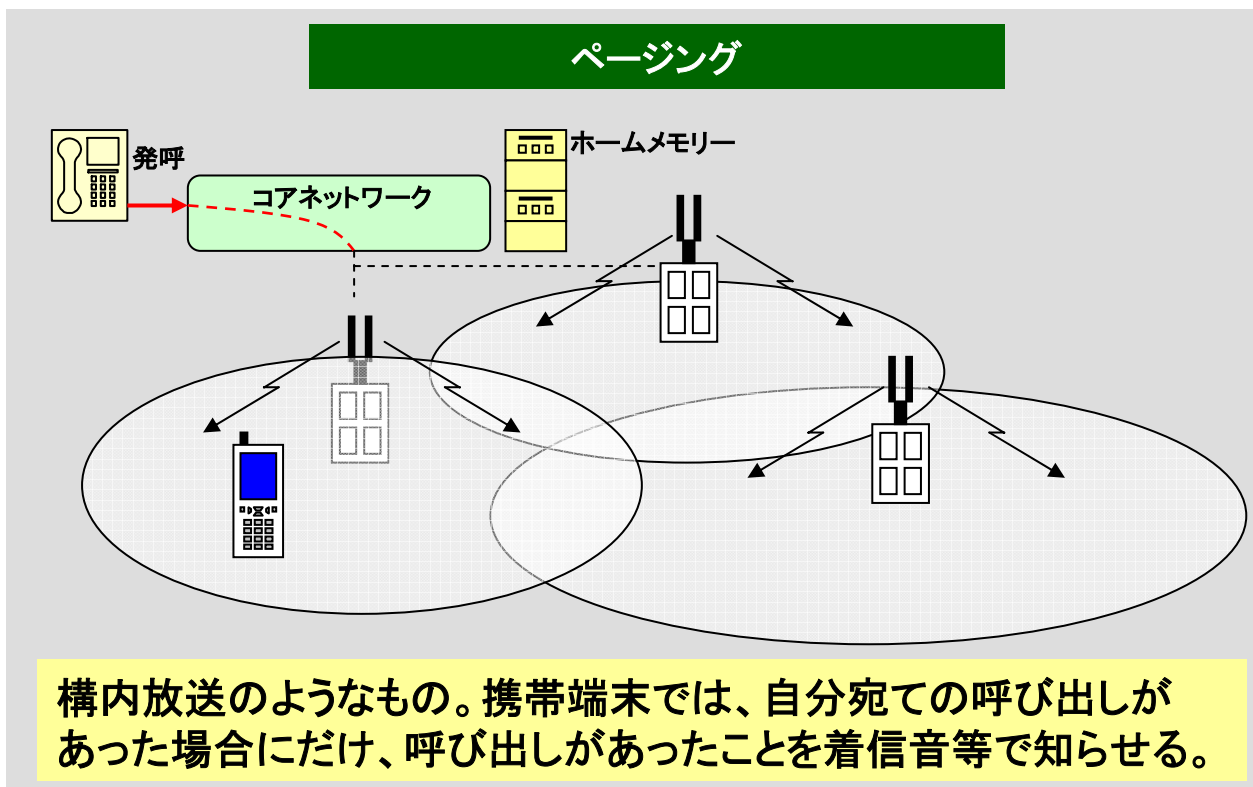 ページング
発呼
ホームメモリー
コアネットワーク
構内放送のようなもの。携帯端末では、自分宛ての呼び出しが
あった場合にだけ、呼び出しがあったことを着信音等で知らせる。